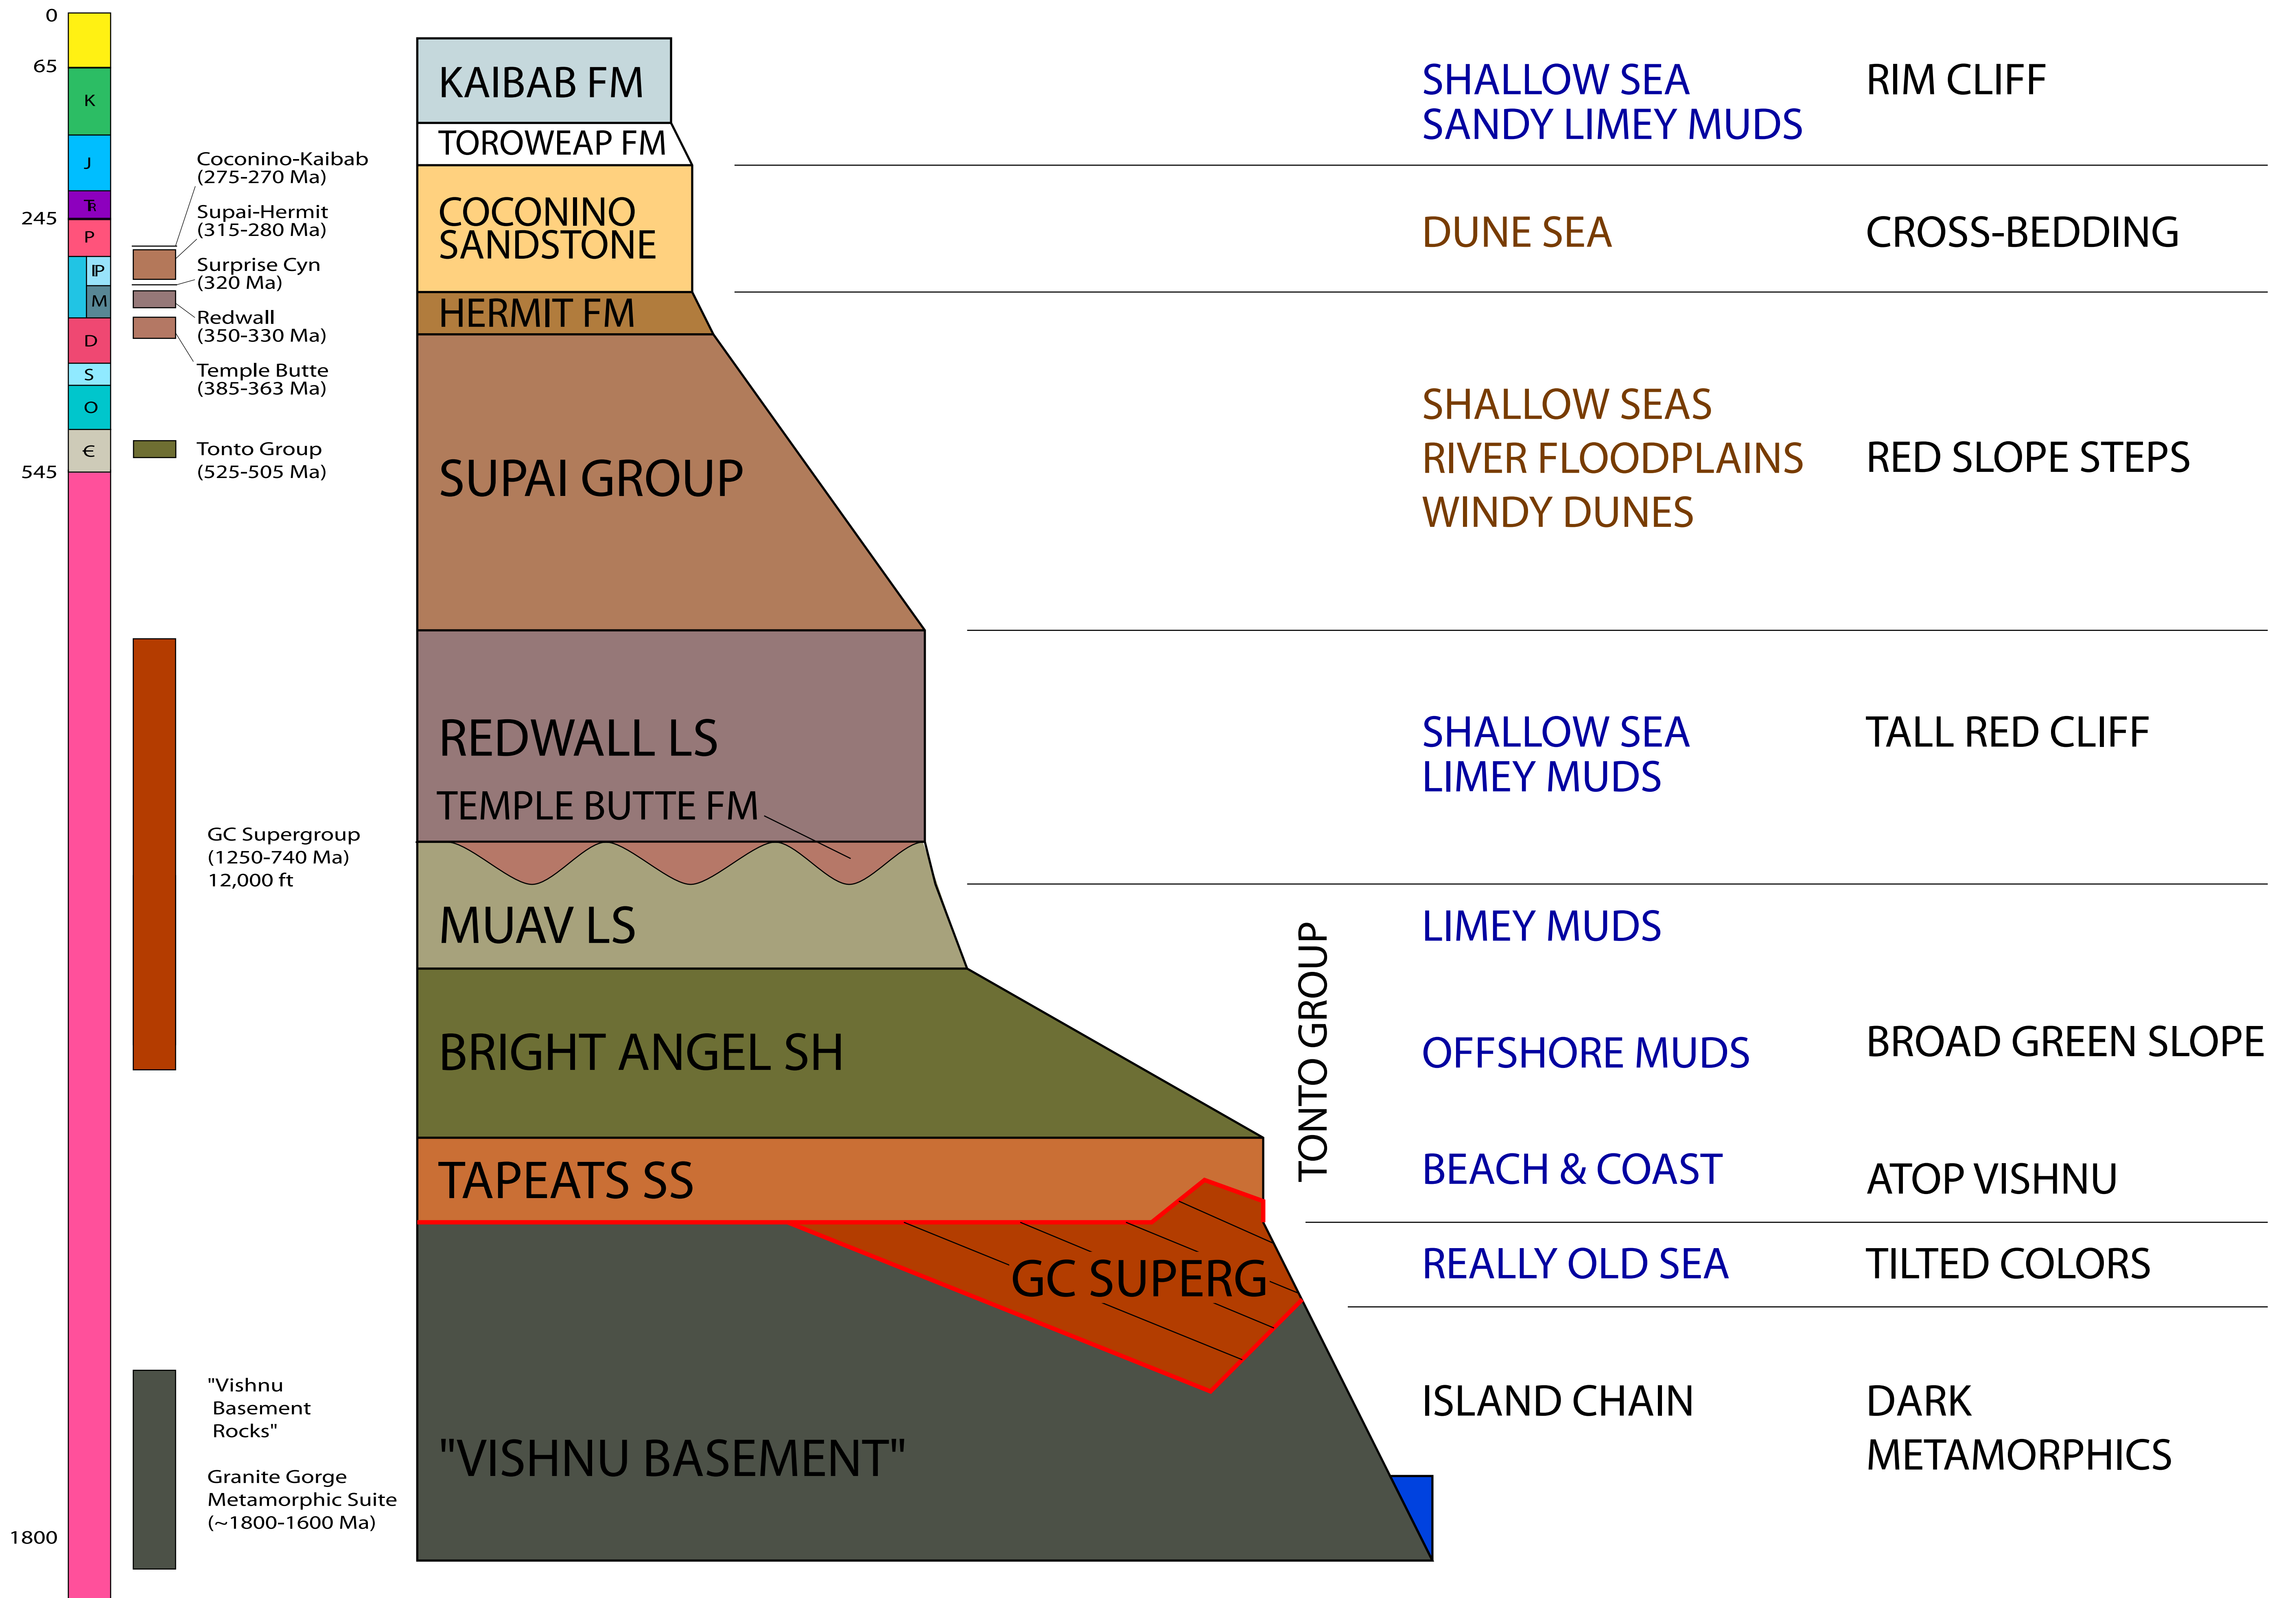 0
65
K
J
TR
245
P
IP
M
D
S
O
Є
545
1800
Coconino-Kaibab
(275-270 Ma)
Supai-Hermit
(315-280 Ma)
Surprise Cyn
(320 Ma)
Redwall
(350-330 Ma)
Temple Butte
(385-363 Ma)
Tonto Group
(525-505 Ma)
GC Supergroup
(1250-740 Ma)
12,000 ft
"Vishnu
Basement
Rocks"
Granite Gorge
Metamorphic Suite
(~1800-1600 Ma)
KAIBAB FM
TOROWEAP FM
COCONINO
SANDSTONE
HERMIT FM
SUPAI GROUP
REDWALL LS
TEMPLE BUTTE FM
MUAV LS
BRIGHT ANGEL SH
TAPEATS SS
GC SUPERG
"VISHNU BASEMENT"
TONTO GROUP
SHALLOW SEA
SANDY LIMEY MUDS
RIM CLIFF
DUNE SEA
CROSS-BEDDING
SHALLOW SEAS
RIVER FLOODPLAINS
WINDY DUNES
RED SLOPE STEPS
SHALLOW SEA
LIMEY MUDS
TALL RED CLIFF
LIMEY MUDS
OFFSHORE MUDS
BROAD GREEN SLOPE
BEACH & COAST
ATOP VISHNU
REALLY OLD SEA
TILTED COLORS
ISLAND CHAIN
DARK
METAMORPHICS